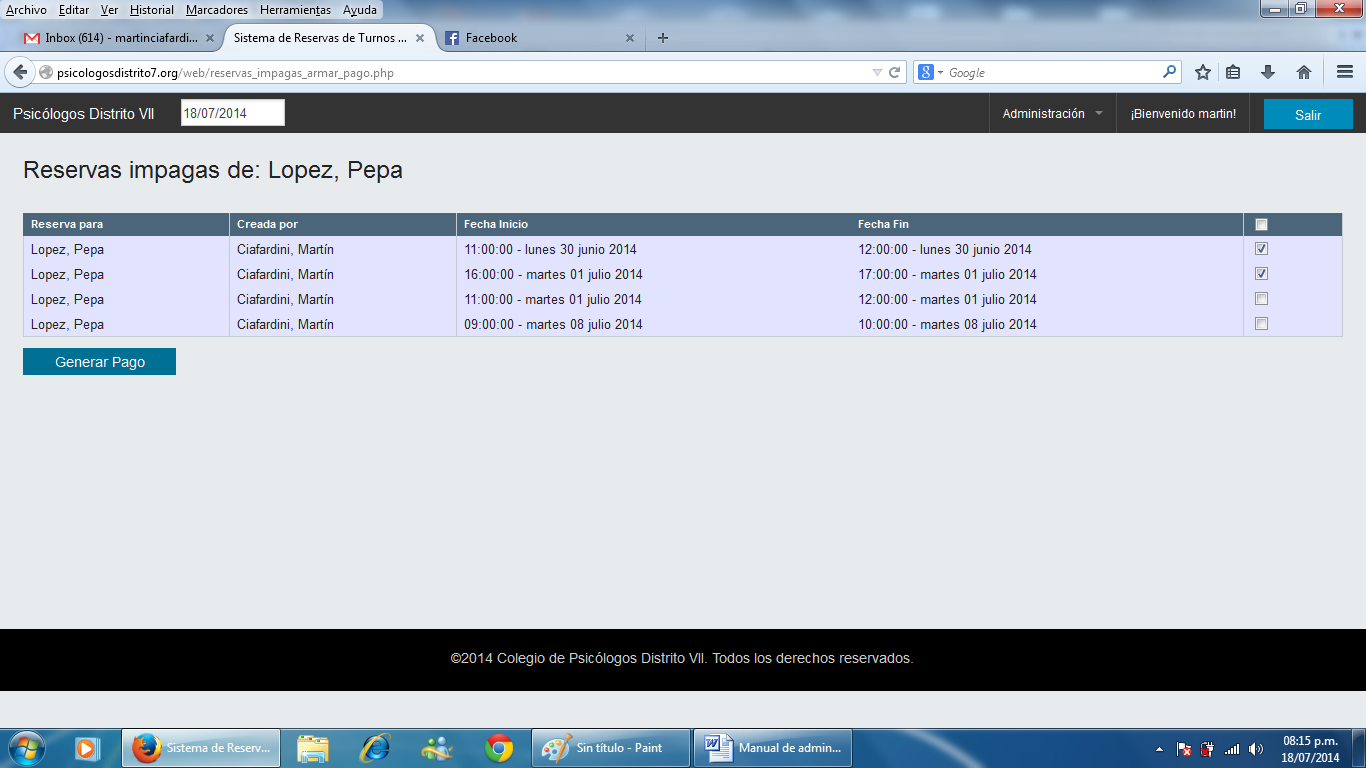 Archivo Editar Ver Historial Marcadores Herramientas Ayuda
Inbox (614) - martinciafardi... Sistema de Reservas de Turnos ... Facebook
psicologosdistrito7.org/web/reservas_impagas_armar_pago.php Google
Psicólogos Distrito VII 18/07/2014 Administración ¡Bienvenido martin! Salir
Reservas impagas de: Lopez, Pepa
Reserva para Creada por Fecha Inicio Fecha Fin
Lopez, Pepa Ciafardini, Martín 11:00:00 - lunes 30 junio 2014 12:00:00 - lunes 30 junio 2014
Lopez, Pepa Ciafardini, Martín 16:00:00 - martes 01 julio 2014 17:00:00 - martes 01 julio 2014
Lopez, Pepa Ciafardini, Martín 11:00:00 - martes 01 julio 2014 12:00:00 - martes 01 julio 2014
Lopez, Pepa Ciafardini, Martín 09:00:00 - martes 08 julio 2014 10:00:00 - martes 08 julio 2014
Generar Pago
©2014 Colegio de Psicólogos Distrito VII. Todos los derechos reservados.
Sistema de Reserv... Sin título - Paint Manual de admin... 08:15 p.m.
18/07/2014